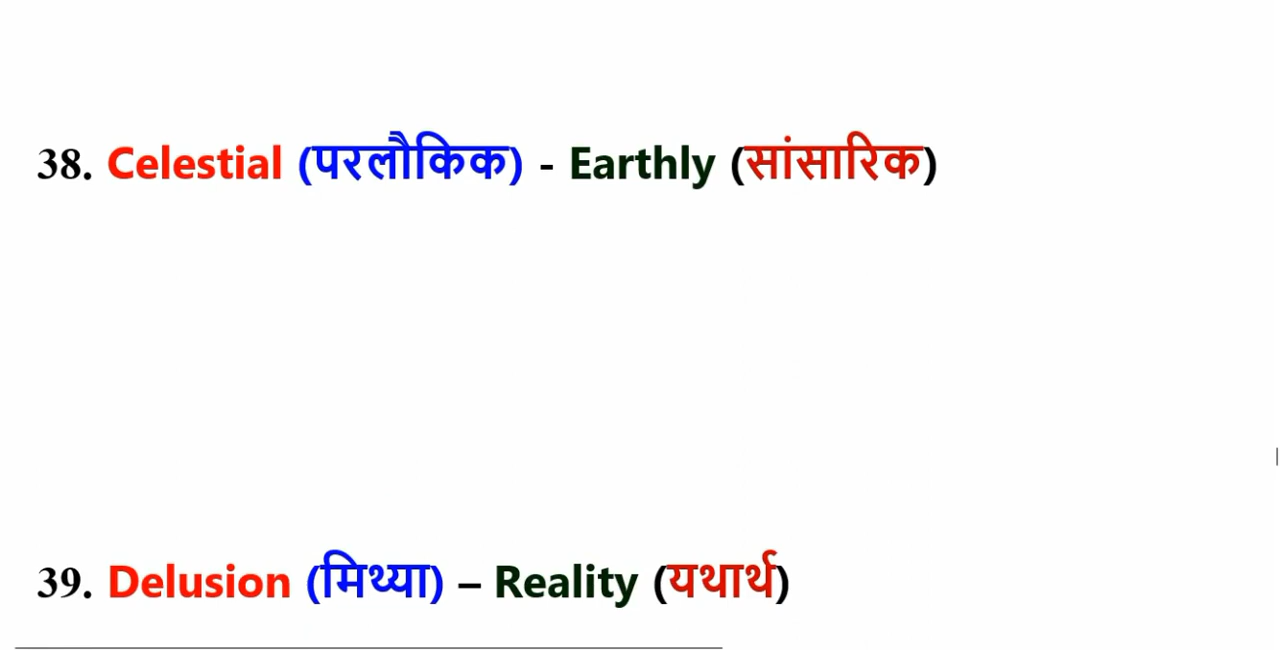 38. Celestial (परलौकिक) - Earthly (सांसारिक)
39. Delusion (मिथ्या) – Reality (यथार्थ)